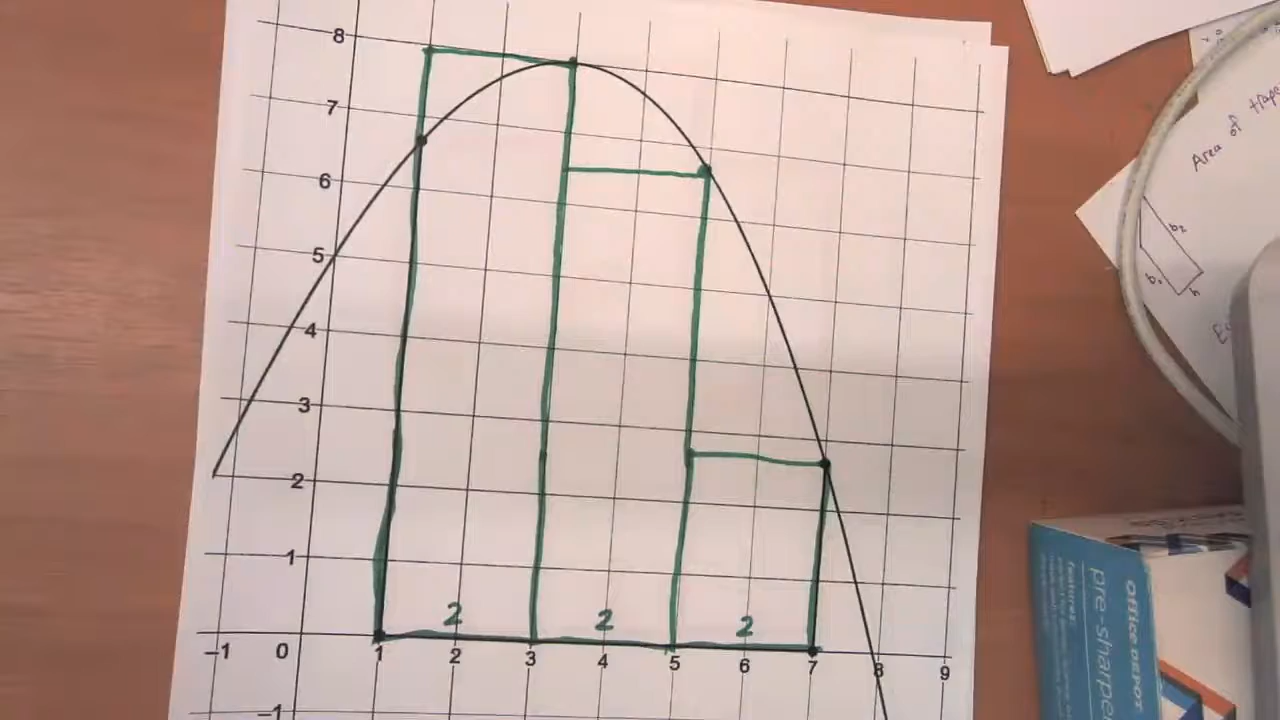 8
7
6
5
4
3
2
1
2 2 2
-1 0 1 2 3 4 5 6 7 8 9
-1
Area of
b2
b1
h
office DEPOT
pre-sharpe
features: